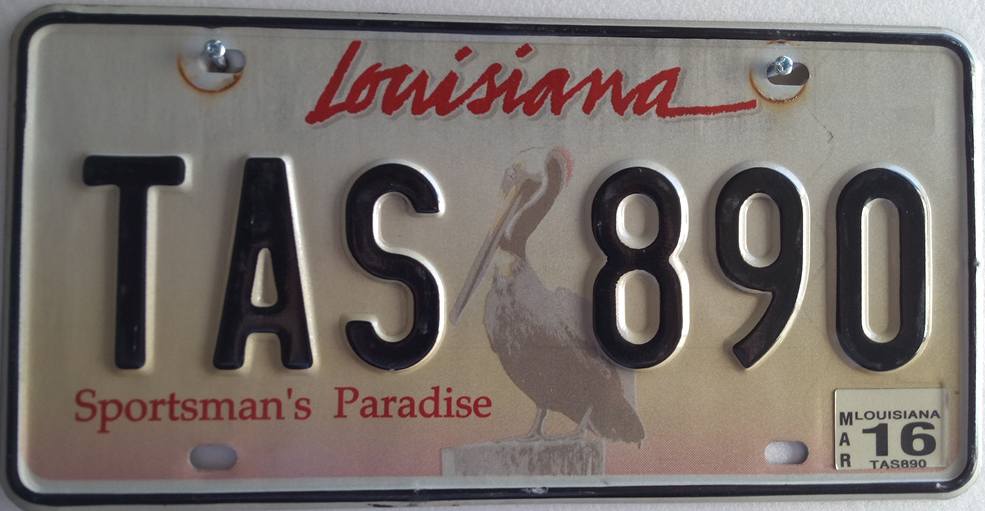 Louisiana
TAS 890
Sportsman's Paradise
MAR
LOUISIANA
16
TAS890